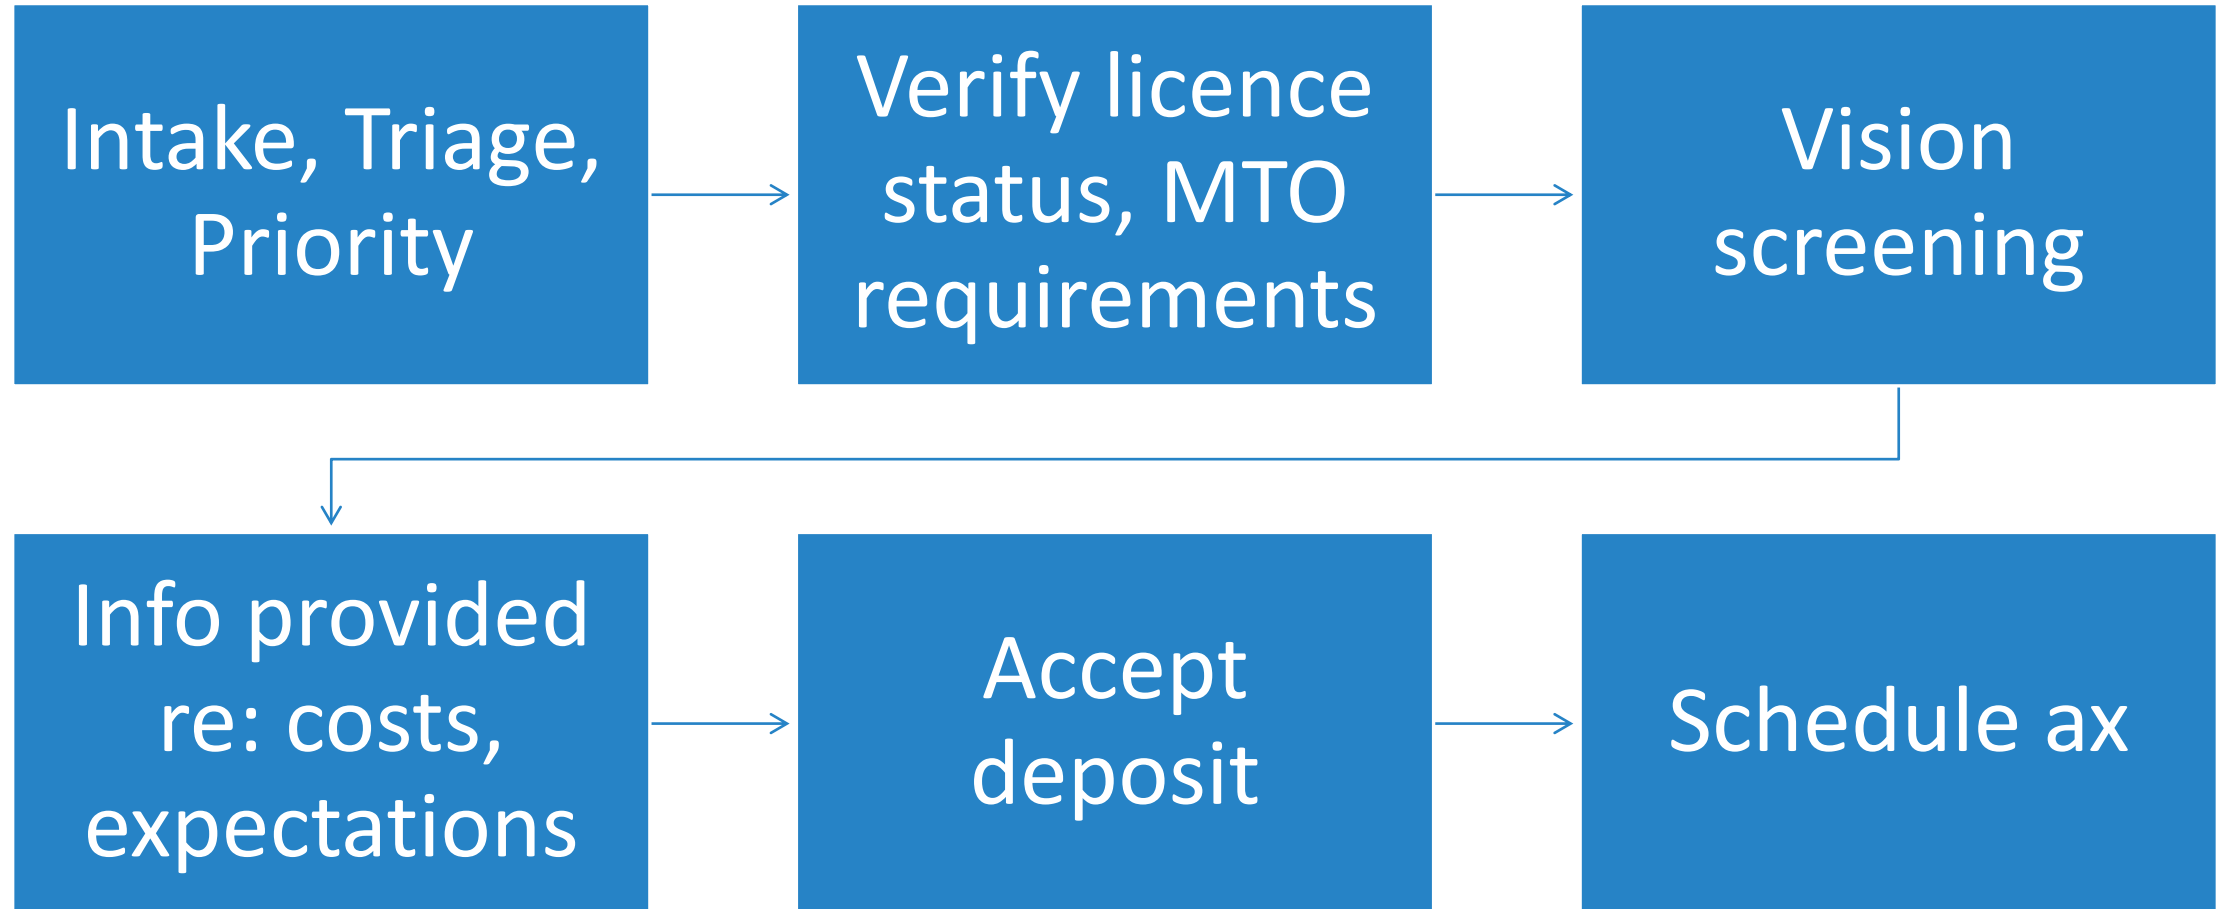 Intake, Triage,
Priority
Verify licence
status, MTO
requirements
Vision
screening
Info provided
re: costs,
expectations
Accept
deposit
Schedule ax